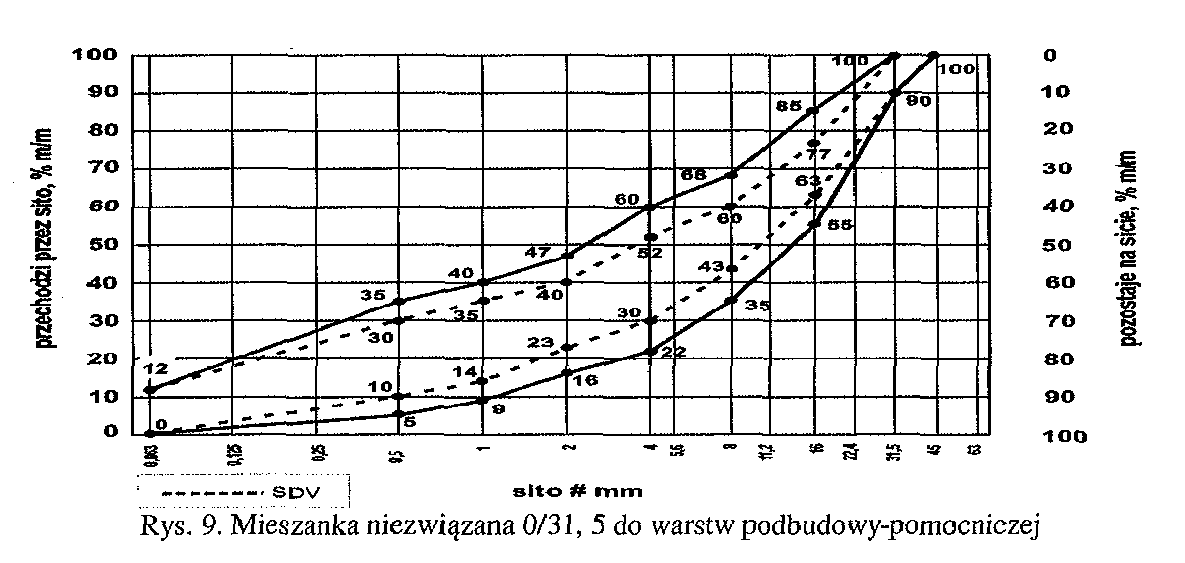 100 100 100 0
90 85 90 10
80 77 20
70 68 63 30
60 60 60 55 40
50 47 52 43 50
40 35 40 35 40 30 35 60
30 30 23 22 70
20 12 10 14 16 80
10 5 9 90
0 0 100
przechodzi przez sito, % m/m
pozostaje na sicie, % m/m
0,063 0,125 0,25 0,5 1 2 4 5,6 8 11,2 16 22,4 31,5 45 63
SDV sito # mm
Rys. 9. Mieszanka niezwiązana 0/31, 5 do warstw podbudowy-pomocniczej